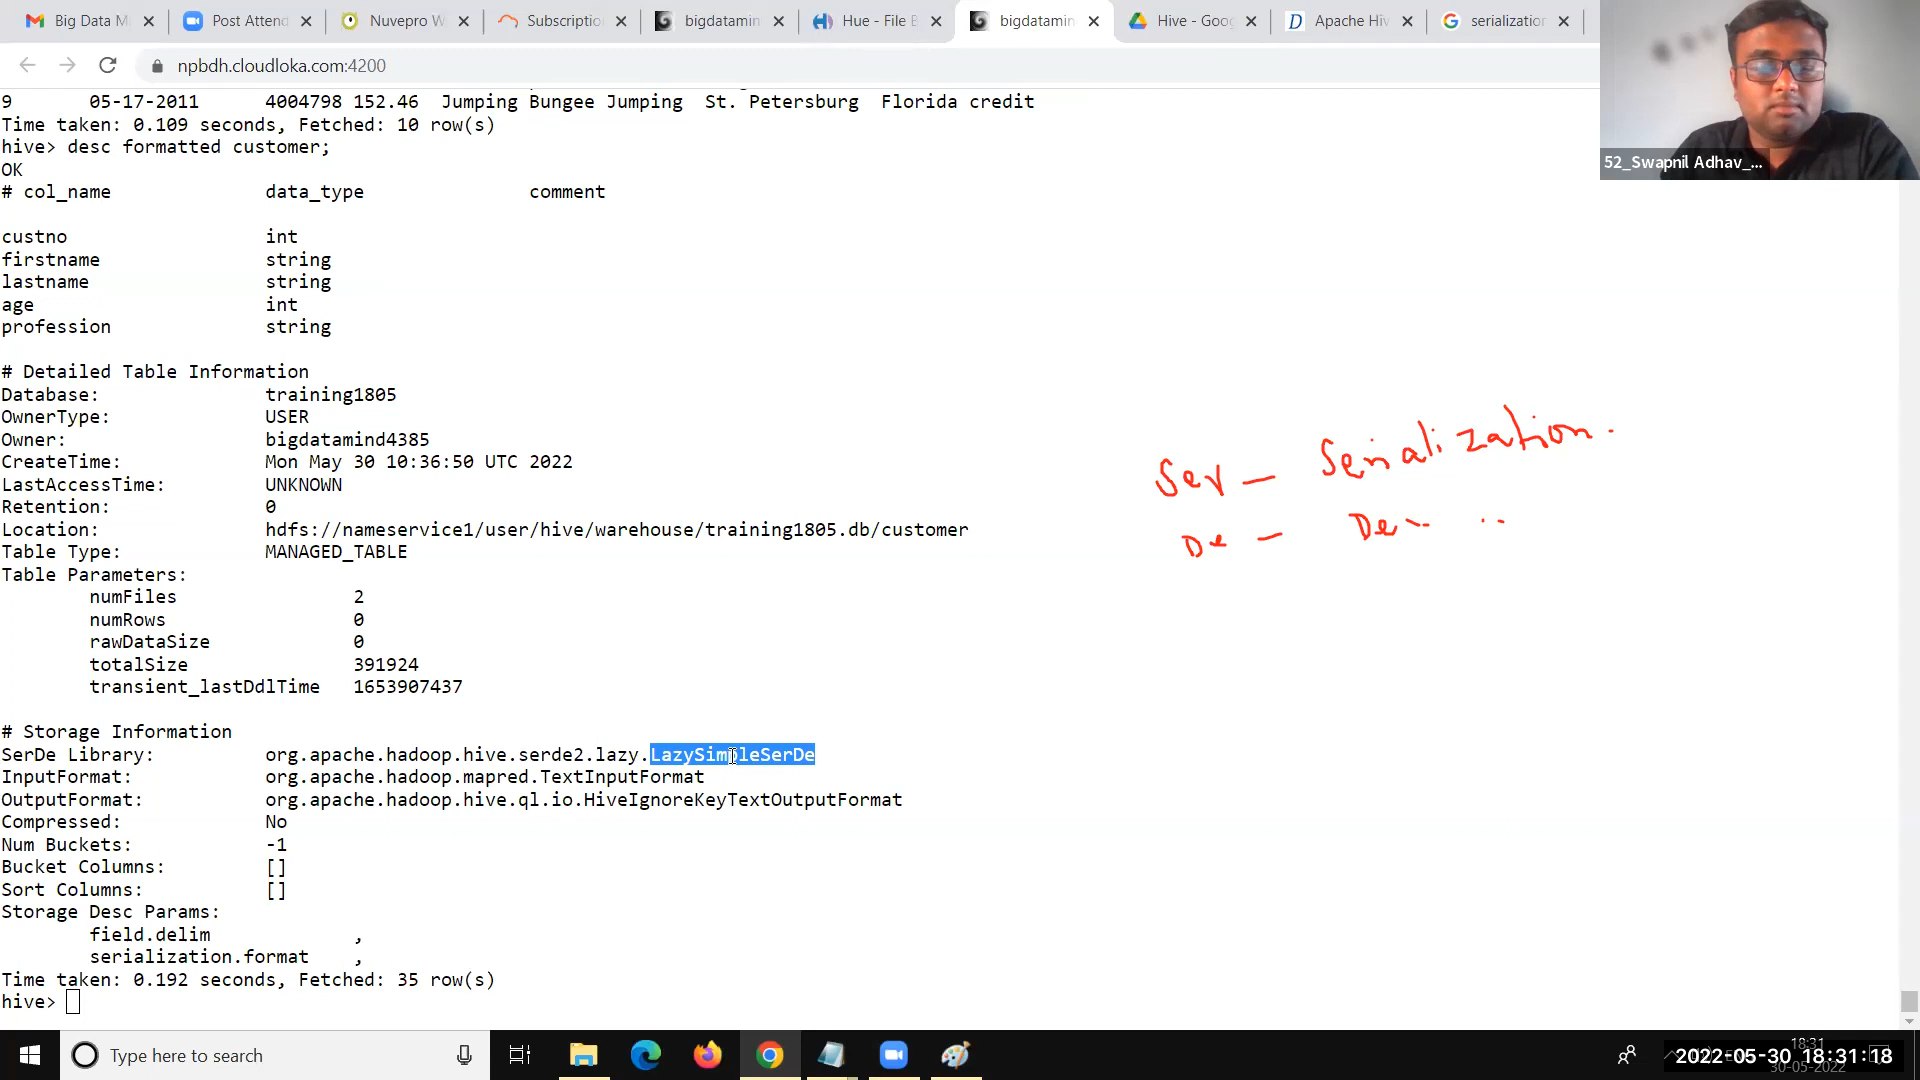 Big Data M
Post Attend
Nuvepro W
Subscriptio
bigdatamin
Hue - File B
bigdatamin
Hive - Goog
Apache Hiv
serializatio
npbdh.cloudloka.com:4200
9 05-17-2011 4004798 152.46 Jumping Bungee Jumping St. Petersburg Florida credit
Time taken: 0.109 seconds, Fetched: 10 row(s)
hive> desc formatted customer;
OK
# col_name data_type comment
custno int
firstname string
lastname string
age int
profession string
# Detailed Table Information
Database: training1805
OwnerType: USER
Owner: bigdatamind4385
CreateTime: Mon May 30 10:36:50 UTC 2022
LastAccessTime: UNKNOWN
Retention: 0
Location: hdfs://nameservice1/user/hive/warehouse/training1805.db/customer
Table Type: MANAGED_TABLE
Table Parameters:
numFiles 2
numRows 0
rawDataSize 0
totalSize 391924
transient_lastDdlTime 1653907437
# Storage Information
SerDe Library: org.apache.hadoop.hive.serde2.lazy.LazySimpleSerDe
InputFormat: org.apache.hadoop.mapred.TextInputFormat
OutputFormat: org.apache.hadoop.hive.ql.io.HiveIgnoreKeyTextOutputFormat
Compressed: No
Num Buckets: -1
Bucket Columns: []
Sort Columns: []
Storage Desc Params:
field.delim ,
serialization.format ,
Time taken: 0.192 seconds, Fetched: 35 row(s)
hive>
Ser - Serialization.
De - De-- ..
52_Swapnil Adhav_...
Type here to search
18:31
2022-05-30 18:31:18
30-05-2022